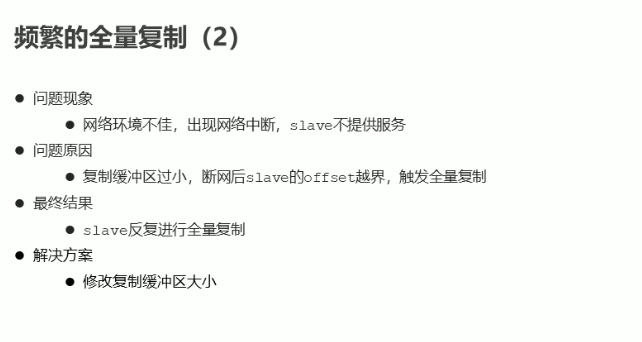 频繁的全量复制（2）
● 问题现象
● 网络环境不佳，出现网络中断，slave不提供服务
● 问题原因
● 复制缓冲区过小，断网后slave的offset越界，触发全量复制
● 最终结果
● slave反复进行全量复制
● 解决方案
● 修改复制缓冲区大小